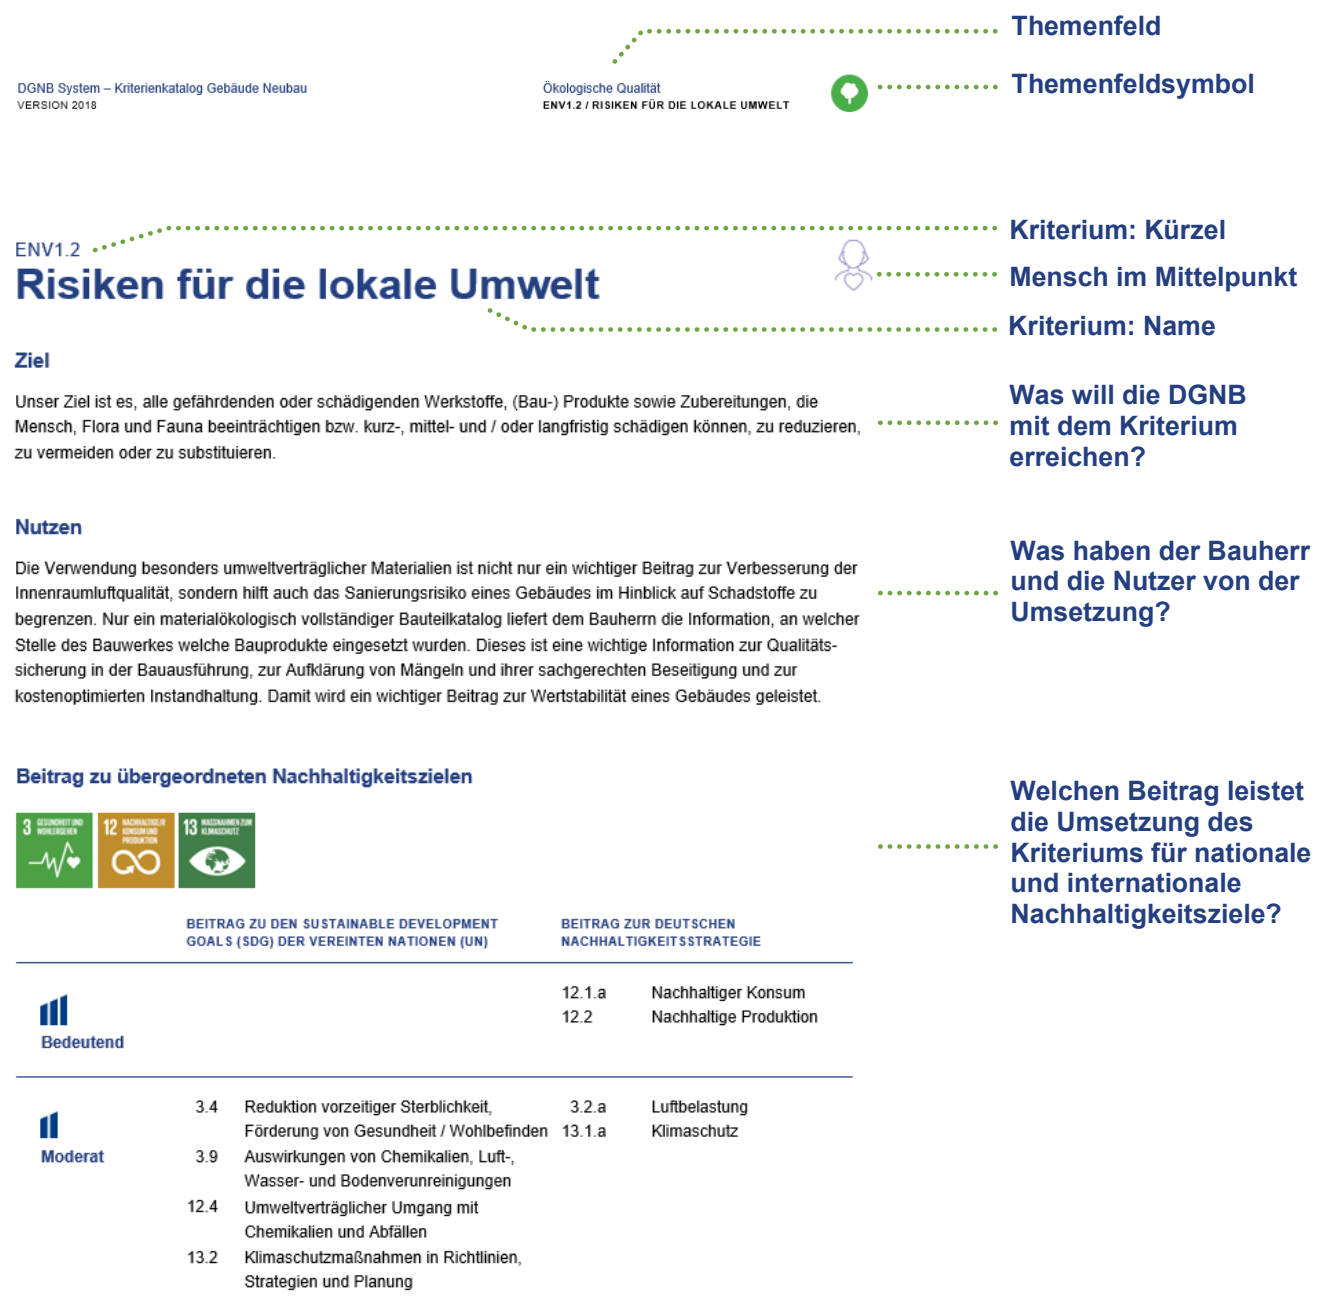 Themenfeld
DGNB System – Kriterienkatalog Gebäude Neubau
VERSION 2018
Ökologische Qualität
ENV1.2 / RISIKEN FÜR DIE LOKALE UMWELT
Themenfeldsymbol
ENV1.2
Kriterium: Kürzel
Risiken für die lokale Umwelt
Mensch im Mittelpunkt
Kriterium: Name
Ziel
Unser Ziel ist es, alle gefährdenden oder schädigenden Werkstoffe, (Bau-) Produkte sowie Zubereitungen, die
Mensch, Flora und Fauna beeinträchtigen bzw. kurz-, mittel- und / oder langfristig schädigen können, zu reduzieren,
zu vermeiden oder zu substituieren.
Was will die DGNB
mit dem Kriterium
erreichen?
Nutzen
Die Verwendung besonders umweltverträglicher Materialien ist nicht nur ein wichtiger Beitrag zur Verbesserung der
Innenraumluftqualität, sondern hilft auch das Sanierungsrisiko eines Gebäudes im Hinblick auf Schadstoffe zu
begrenzen. Nur ein materialökologisch vollständiger Bauteilkatalog liefert dem Bauherrn die Information, an welcher
Stelle des Bauwerkes welche Bauprodukte eingesetzt wurden. Dieses ist eine wichtige Information zur Qualitäts-
sicherung in der Bauausführung, zur Aufklärung von Mängeln und ihrer sachgerechten Beseitigung und zur
kostenoptimierten Instandhaltung. Damit wird ein wichtiger Beitrag zur Wertstabilität eines Gebäudes geleistet.
Was haben der Bauherr
und die Nutzer von der
Umsetzung?
Beitrag zu übergeordneten Nachhaltigkeitszielen
3 GESUNDHEIT UND
WOHLERGEHEN
12 NACHHALTIGE/R
KONSUM UND
PRODUKTION
13 MASSNAHMEN ZUM
KLIMASCHUTZ
Welchen Beitrag leistet
die Umsetzung des
Kriteriums für nationale
und internationale
Nachhaltigkeitsziele?
BEITRAG ZU DEN SUSTAINABLE DEVELOPMENT
GOALS (SDG) DER VEREINTEN NATIONEN (UN)
BEITRAG ZUR DEUTSCHEN
NACHHALTIGKEITSSTRATEGIE
Bedeutend
12.1.a Nachhaltiger Konsum
12.2 Nachhaltige Produktion
Moderat
3.4 Reduktion vorzeitiger Sterblichkeit,
Förderung von Gesundheit / Wohlbefinden
3.9 Auswirkungen von Chemikalien, Luft-,
Wasser- und Bodenverunreinigungen
12.4 Umweltverträglicher Umgang mit
Chemikalien und Abfällen
13.2 Klimaschutzmaßnahmen in Richtlinien,
Strategien und Planung
3.2.a Luftbelastung
13.1.a Klimaschutz